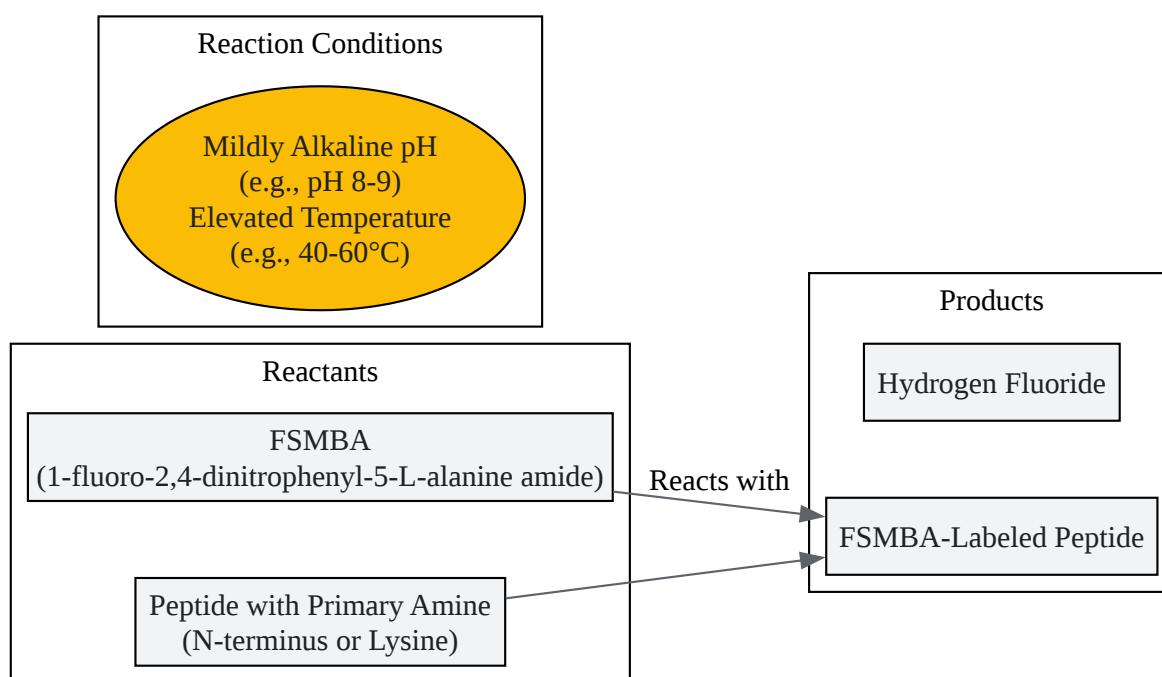 Reaction Conditions
Mildly Alkaline pH
(e.g., pH 8-9)
Elevated Temperature
(e.g., 40-60°C)
Reactants
FSMBA
(1-fluoro-2,4-dinitrophenyl-5-L-alanine amide)
Peptide with Primary Amine
(N-terminus or Lysine)
Reacts with
Products
Hydrogen Fluoride
FSMBA-Labeled Peptide